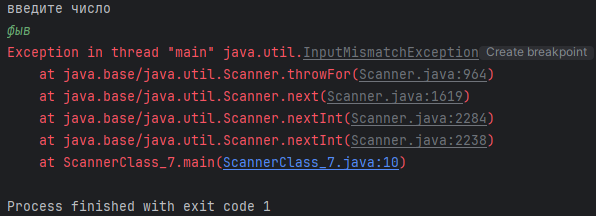 введите число
фыв
Exception in thread "main" java.util.InputMismatchException Create breakpoint
    at java.base/java.util.Scanner.throwFor(Scanner.java:964)
    at java.base/java.util.Scanner.next(Scanner.java:1619)
    at java.base/java.util.Scanner.nextInt(Scanner.java:2284)
    at java.base/java.util.Scanner.nextInt(Scanner.java:2238)
    at ScannerClass_7.main(ScannerClass_7.java:10)
Process finished with exit code 1